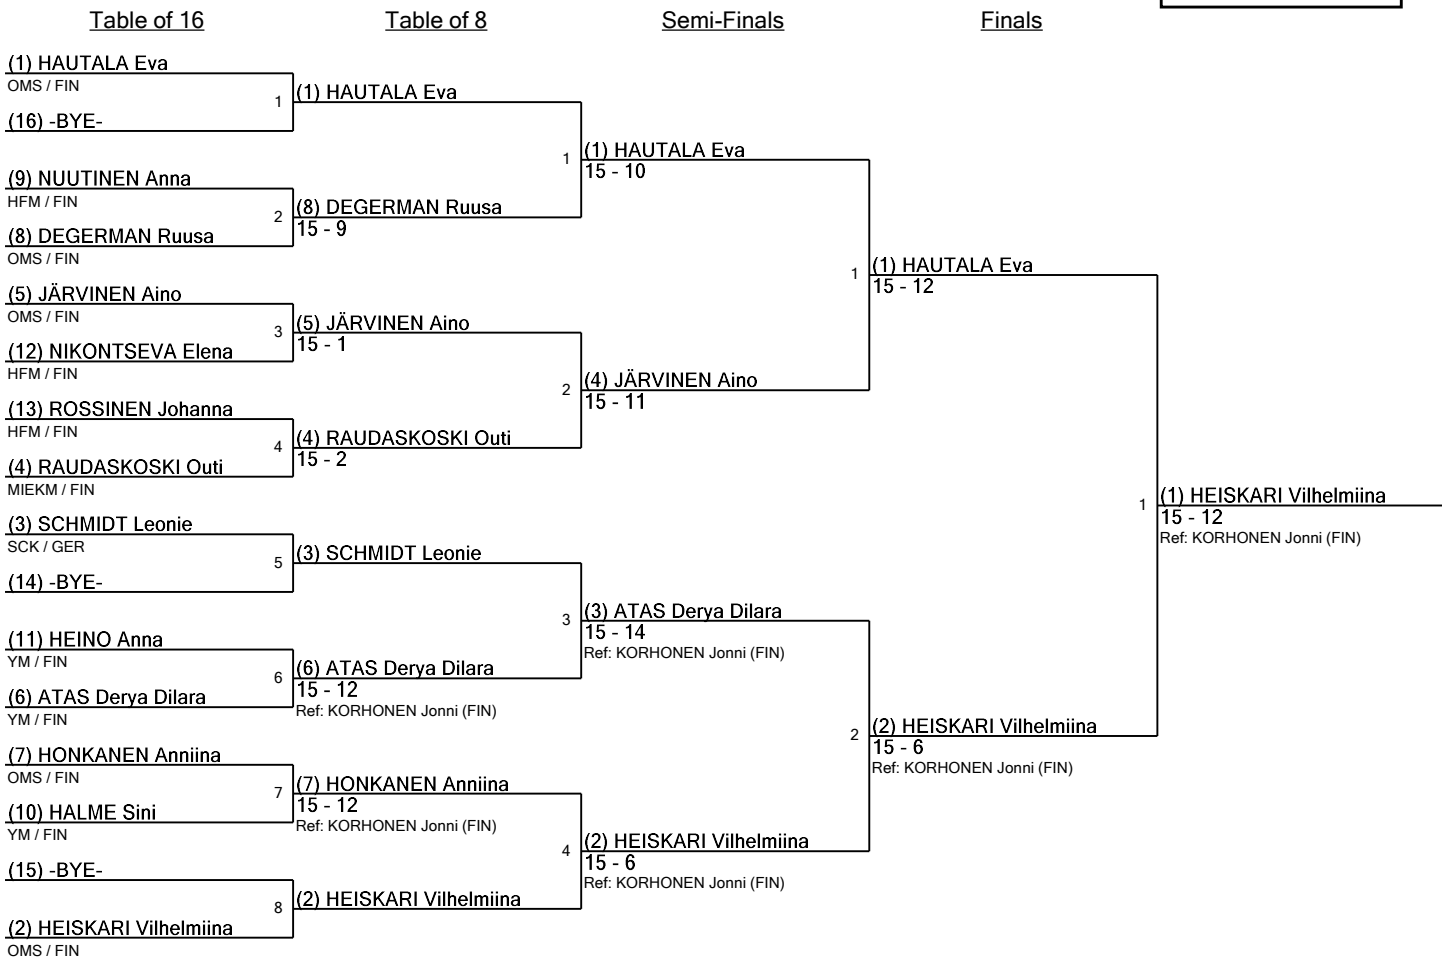 Table of 16
Table of 8
Semi-Finals
Finals
(1) HAUTALA Eva
OMS / FIN
(16) -BYE-
(9) NUUTINEN Anna
HFM / FIN
(8) DEGERMAN Ruusa
OMS / FIN
(5) JÄRVINEN Aino
OMS / FIN
(12) NIKONTSEVA Elena
HFM / FIN
(13) ROSSINEN Johanna
HFM / FIN
(4) RAUDASKOSKI Outi
MIEKM / FIN
(3) SCHMIDT Leonie
SCK / GER
(14) -BYE-
(11) HEINO Anna
YM / FIN
(6) ATAS Derya Dilara
YM / FIN
(7) HONKANEN Anniina
OMS / FIN
(10) HALME Sini
YM / FIN
(15) -BYE-
(2) HEISKARI Vilhelmiina
OMS / FIN
1
(1) HAUTALA Eva
2
(8) DEGERMAN Ruusa
15 - 9
3
(5) JÄRVINEN Aino
15 - 1
4
(4) RAUDASKOSKI Outi
15 - 2
5
(3) SCHMIDT Leonie
6
(6) ATAS Derya Dilara
15 - 12
Ref: KORHONEN Jonni (FIN)
7
(7) HONKANEN Anniina
15 - 12
Ref: KORHONEN Jonni (FIN)
8
(2) HEISKARI Vilhelmiina
1
(1) HAUTALA Eva
15 - 10
2
(4) JÄRVINEN Aino
15 - 11
3
(3) ATAS Derya Dilara
15 - 14
Ref: KORHONEN Jonni (FIN)
4
(2) HEISKARI Vilhelmiina
15 - 6
Ref: KORHONEN Jonni (FIN)
1
(1) HAUTALA Eva
15 - 12
2
(2) HEISKARI Vilhelmiina
15 - 6
Ref: KORHONEN Jonni (FIN)
1
(1) HEISKARI Vilhelmiina
15 - 12
Ref: KORHONEN Jonni (FIN)